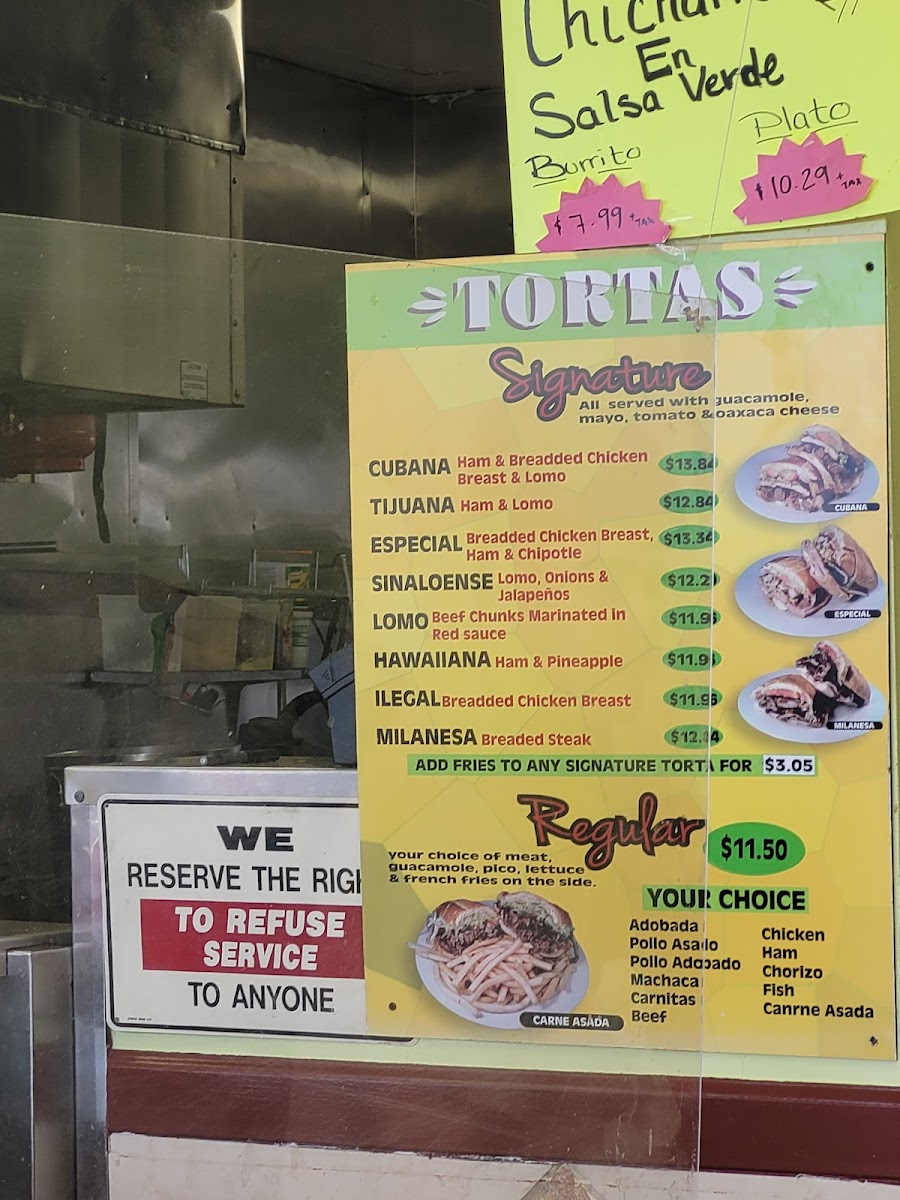 En
Salsa Verde
Burrito
Plato
$7.99 + TAX
$10.29 + TAX
TORTAS
Signature
All served with guacamole,
mayo, tomato & oaxaca cheese
CUBANA Ham & Breadded Chicken
Breast & Lomo
$13.84
TIJUANA Ham & Lomo $12.84
ESPECIAL Breadded Chicken Breast,
Ham & Chipotle
$13.34
SINALOENSE Lomo, Onions &
Jalapeños
LOMO Beef Chunks Marinated in
Red sauce
HAWAIIANA Ham & Pineapple
ILEGAL Breadded Chicken Breast
MILANESA Breaded Steak
CUBANA
ESPECIAL
MILANESA
ADD FRIES TO ANY SIGNATURE TORTA FOR $3.05
Regular $11.50
your choice of meat,
guacamole, pico, lettuce
& french fries on the side.
CARNE ASADA
YOUR CHOICE
Adobada
Pollo Asado
Pollo Adobado
Machaca
Carnitas
Beef
Chicken
Ham
Chorizo
Fish
Canrne Asada
WE
RESERVE THE RIGH
TO REFUSE
SERVICE
TO ANYONE